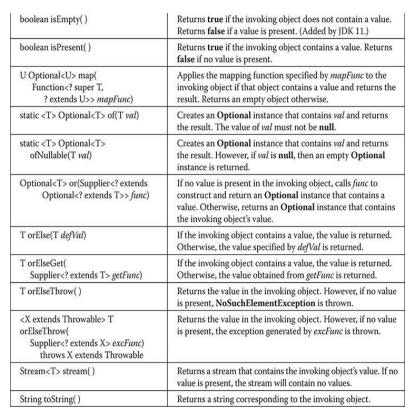 boolean isEmpty( )
Returns true if the invoking object does not contain a value.
Returns false if a value is present. (Added by JDK 11.)
boolean isPresent( )
Returns true if the invoking object contains a value. Returns
false if no value is present.
U Optional<U> map(
Function<? super T,
? extends U>> mapFunc)
Applies the mapping function specified by mapFunc to the
invoking object if that object contains a value and returns the
result. Returns an empty object otherwise.
static <T> Optional<T> of(T val)
Creates an Optional instance that contains val and returns
the result. The value of val must not be null.
static <T> Optional<T>
ofNullable(T val)
Creates an Optional instance that contains val and returns
the result. However, if val is null, then an empty Optional
instance is returned.
Optional<T> or(Supplier<? extends
Optional<? extends T>> func)
If no value is present in the invoking object, calls func to
construct and return an Optional instance that contains a
value. Otherwise, returns an Optional instance that contains
the invoking object's value.
T orElse(T defVal)
If the invoking object contains a value, the value is returned.
Otherwise, the value specified by defVal is returned.
T orElseGet(
Supplier<? extends T> getFunc)
If the invoking object contains a value, the value is returned.
Otherwise, the value obtained from getFunc is returned.
T orElseThrow( )
Returns the value in the invoking object. However, if no value
is present, NoSuchElementException is thrown.
<X extends Throwable> T
orElseThrow(
Supplier<? extends X> excFunc)
throws X extends Throwable
Returns the value in the invoking object. However, if no value
is present, the exception generated by excFunc is thrown.
Stream<T> stream( )
Returns a stream that contains the invoking object's value. If no
value is present, the stream will contain no values.
String toString( )
Returns a string corresponding to the invoking object.